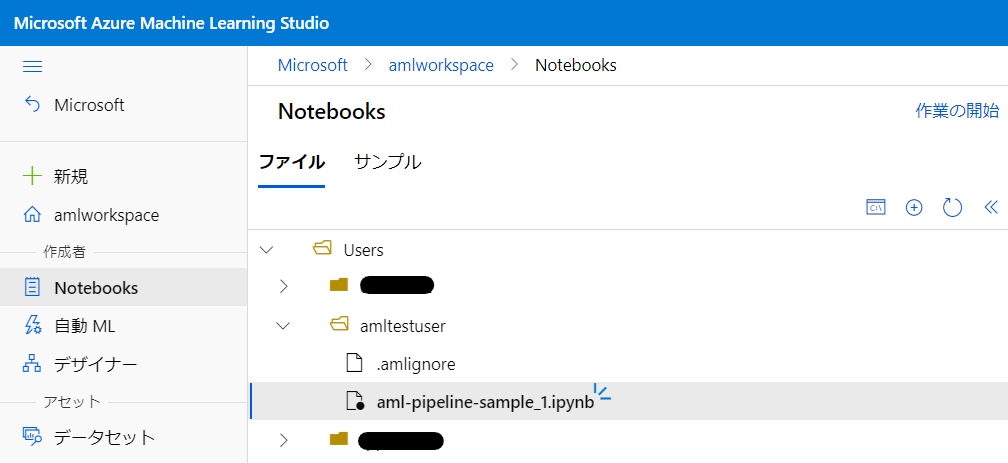 Microsoft Azure Machine Learning Studio
Microsoft
新規
amlworkspace
作成者
Notebooks
自動 ML
デザイナー
アセット
データセット
Microsoft > amlworkspace > Notebooks
Notebooks
作業の開始
ファイル サンプル
C:\
Users
amltestuser
.amlignore
aml-pipeline-sample_1.ipynb